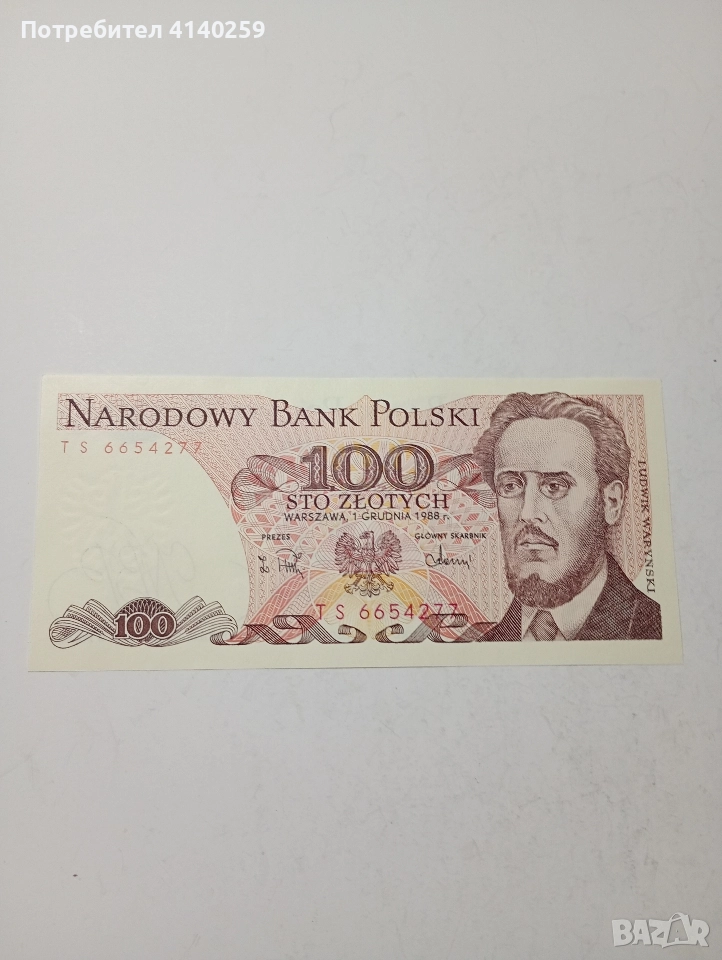 Потребител 4140259
NARODOWY BANK POLSKI
TS 6654277
100
STO ZŁOTYCH
WARSZAWA, 1 GRUDNIA 1988 r.
PREZES GŁÓWNY SKARBNIK
LUDWIK WARYŃSKI
TS 6654277
100
BAZAR